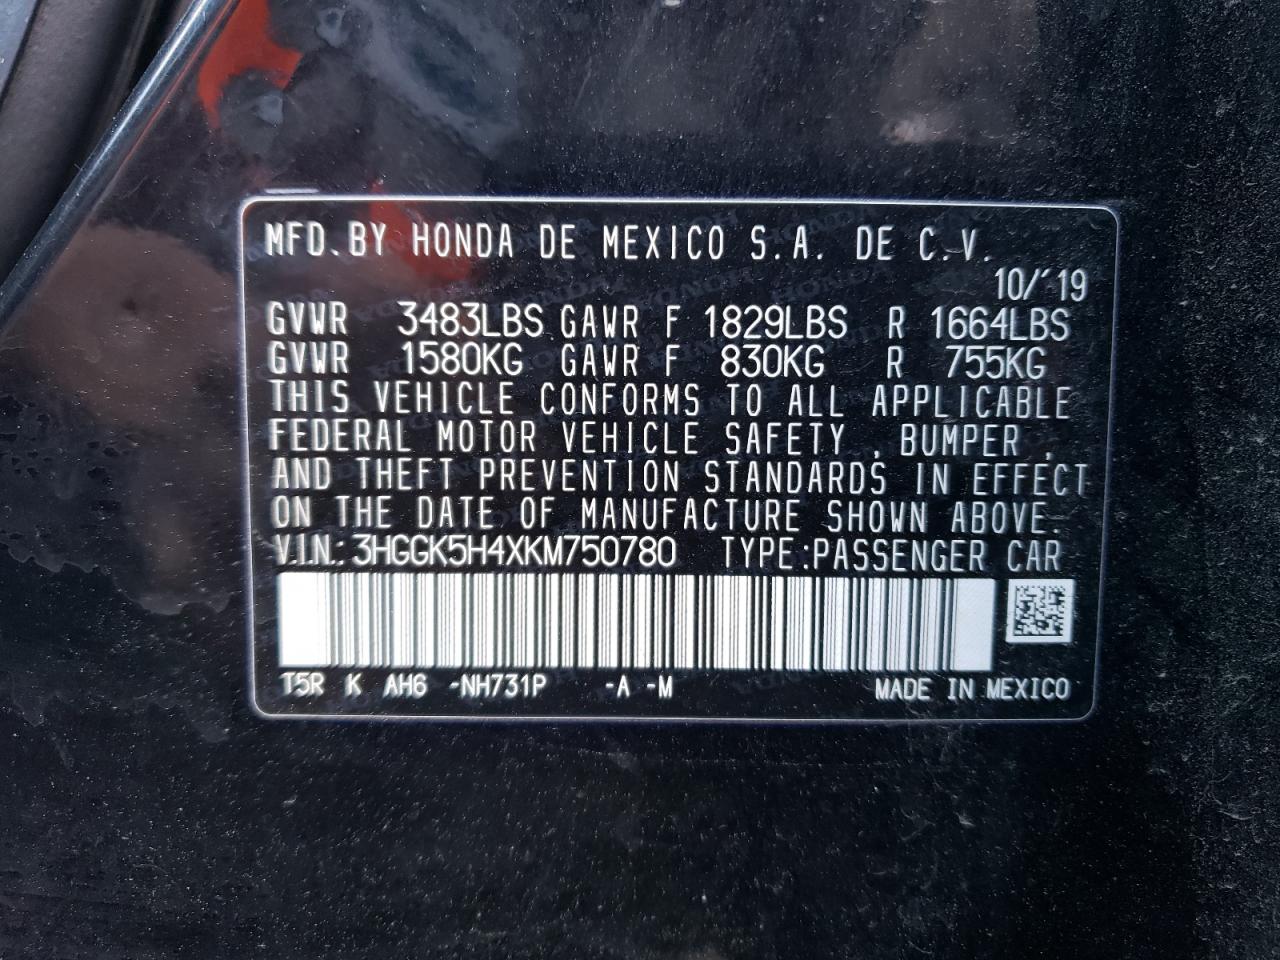 MFD.BY HONDA DE MEXICO S.A. DE C.V.
10/'19
GVWR 3483LBS GAWR F 1829LBS R 1664LBS
GVWR 1580KG GAWR F 830KG R 755KG
THIS VEHICLE CONFORMS TO ALL APPLICABLE
FEDERAL MOTOR VEHICLE SAFETY , BUMPER ,
AND THEFT PREVENTION STANDARDS IN EFFECT
ON THE DATE OF MANUFACTURE SHOWN ABOVE.
V.I.N.: 3HGGK5H4XKM750780 TYPE:PASSENGER CAR
T5R K AH6 -NH731P -A -M MADE IN MEXICO